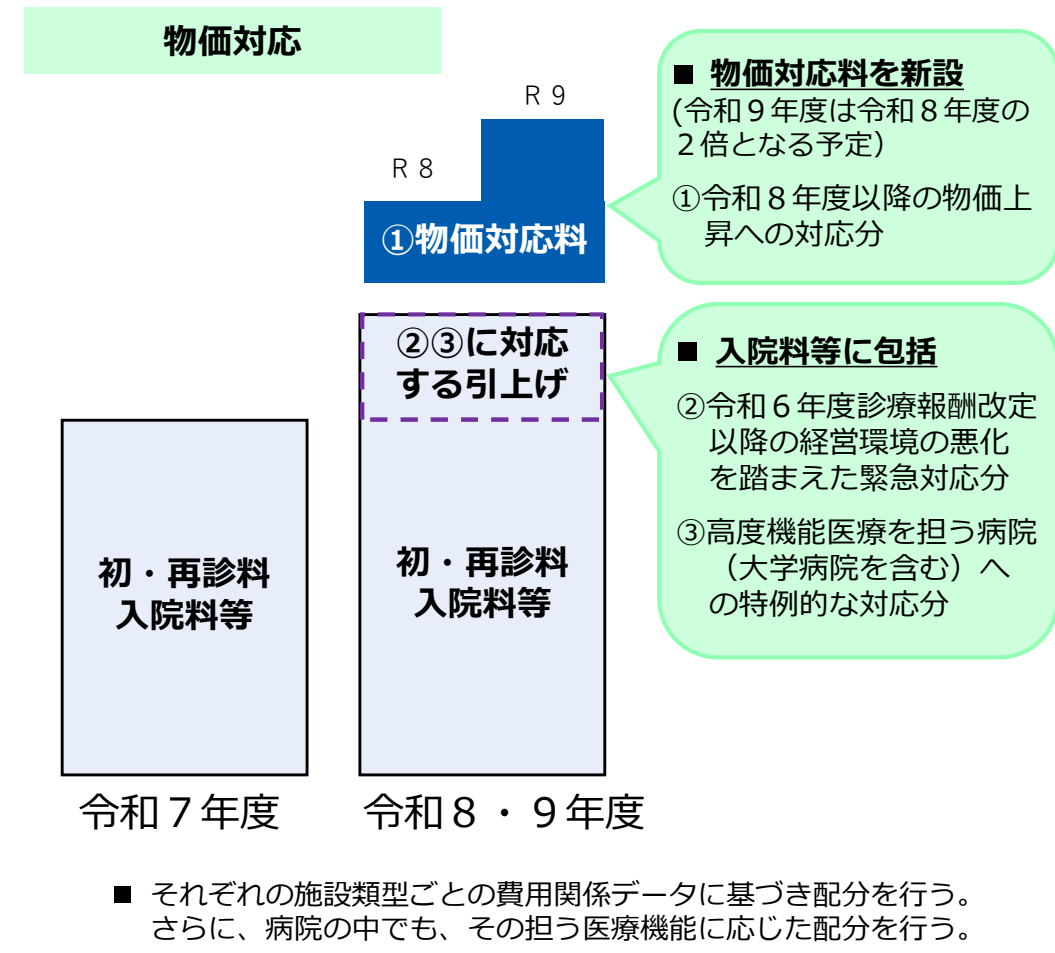 物価対応
R 9
R 8
①物価対応料
②③に対応
する引上げ
初・再診料
入院料等
初・再診料
入院料等
令和７年度
令和８・９年度
■ 物価対応料を新設
(令和９年度は令和８年度の
２倍となる予定）
①令和８年度以降の物価上
昇への対応分
■ 入院料等に包括
②令和６年度診療報酬改定
以降の経営環境の悪化
を踏まえた緊急対応分
③高度機能医療を担う病院
（大学病院を含む）へ
の特例的な対応分
■ それぞれの施設類型ごとの費用関係データに基づき配分を行う。
さらに、病院の中でも、その担う医療機能に応じた配分を行う。